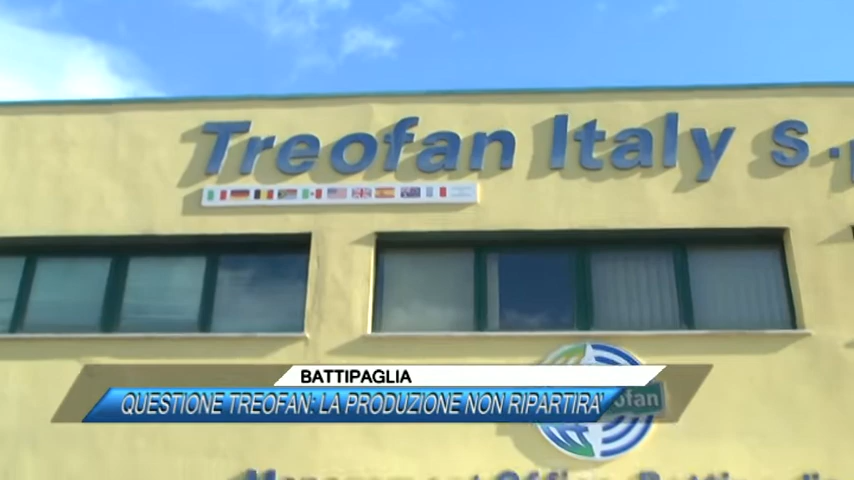 Treofan Italy s.
BATTIPAGLIA
QUESTIONE TREOFAN: LA PRODUZIONE NON RIPARTIRA'